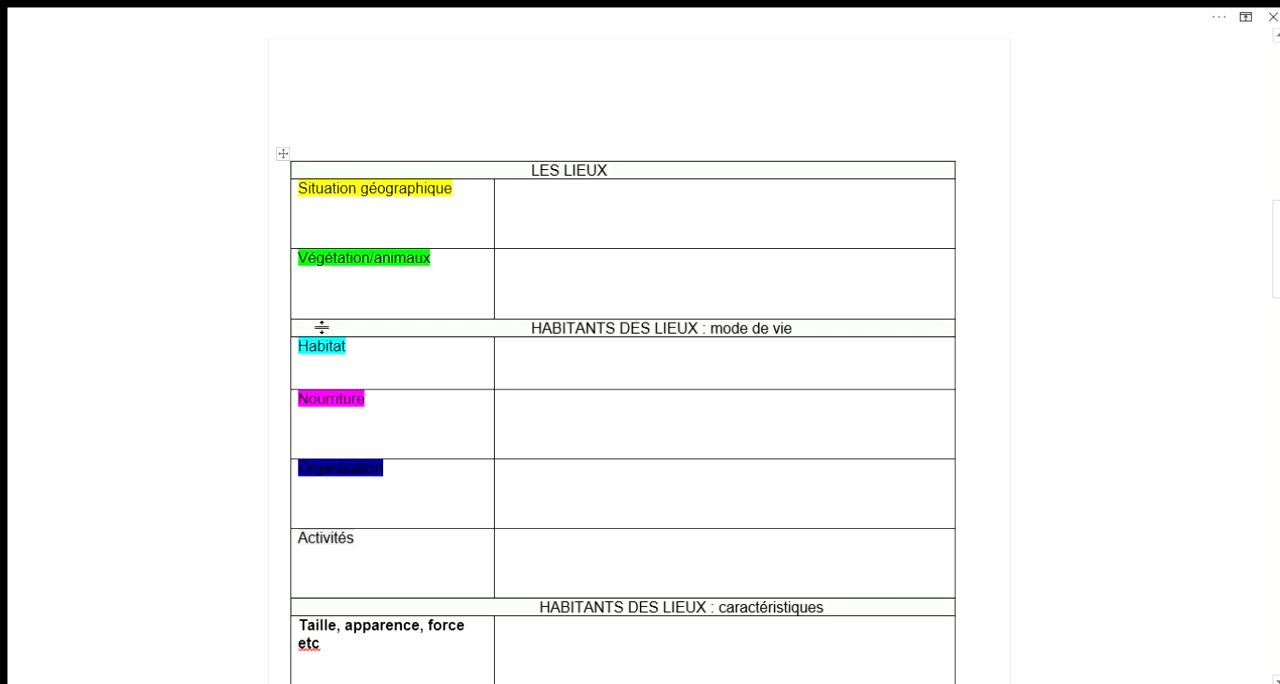 LES LIEUX
Situation géographique
Végétation/animaux
HABITANTS DES LIEUX : mode de vie
Habitat
Nourriture
Organisation
Activités
HABITANTS DES LIEUX : caractéristiques
Taille, apparence, force
etc